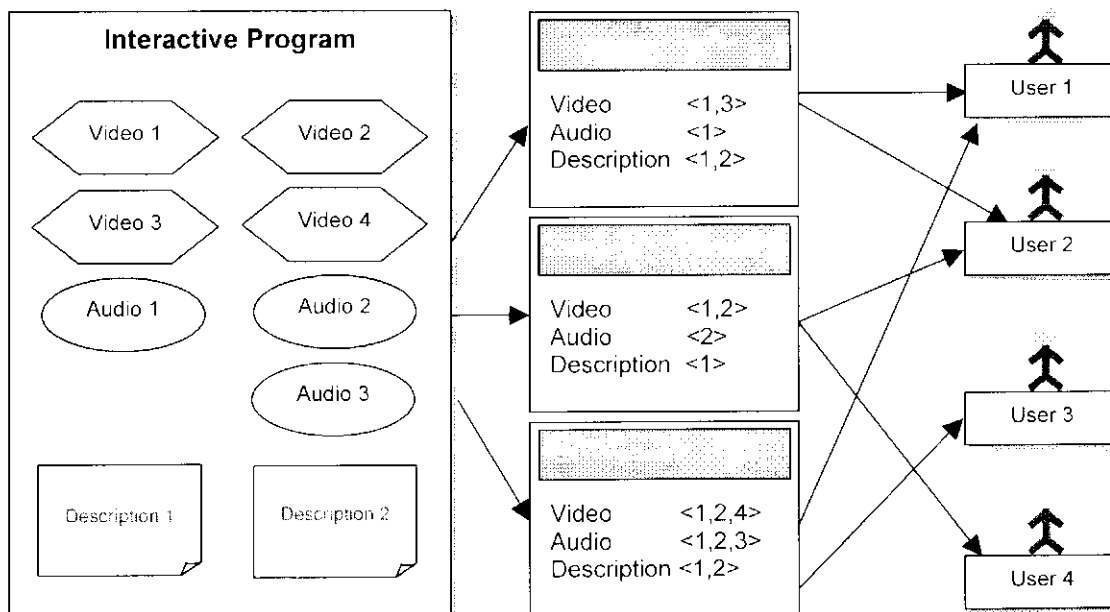 Interactive Program
Video 1
Video 2
Video 3
Video 4
Audio 1
Audio 2
Audio 3
Description 1
Description 2
Video <1,3>
Audio <1>
Description <1,2>
Video <1,2>
Audio <2>
Description <1>
Video <1,2,4>
Audio <1,2,3>
Description <1,2>
User 1
User 2
User 3
User 4